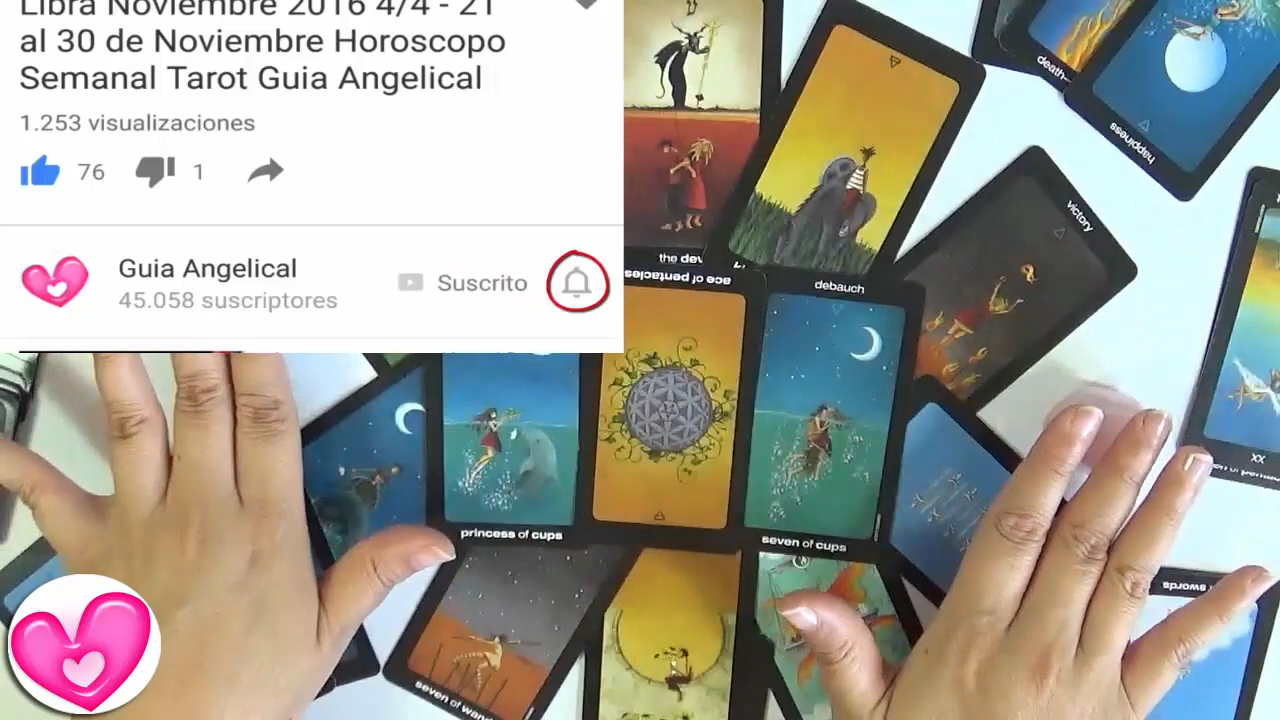 Libra Noviembre 2016 4/4 - 21
al 30 de Noviembre Horoscopo
Semanal Tarot Guia Angelical
1.253 visualizaciones
76
1
Guia Angelical
45.058 suscriptores
Suscrito
the dev
ace of pentacles
debauch
death
happiness
victory
XX
princess of cups
seven of cups
seven of wand
swords